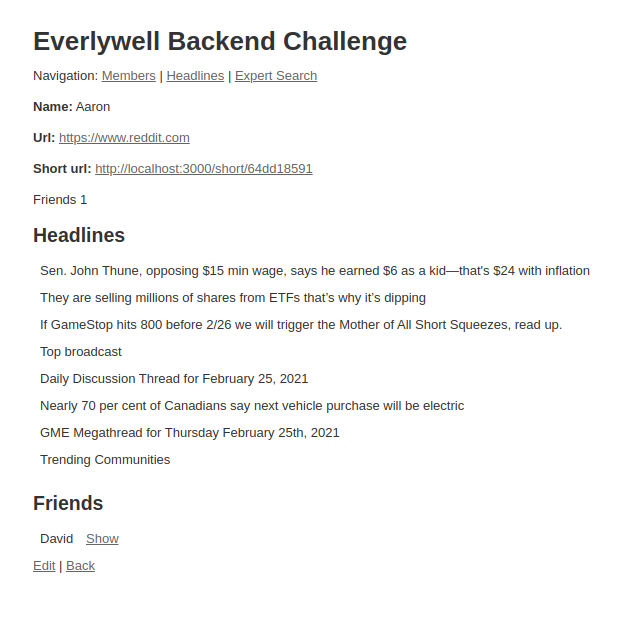 Everlywell Backend Challenge
Navigation: Members | Headlines | Expert Search
Name: Aaron
Url: https://www.reddit.com
Short url: http://localhost:3000/short/64dd18591
Friends 1
Headlines
Sen. John Thune, opposing $15 min wage, says he earned $6 as a kid—that's $24 with inflation
They are selling millions of shares from ETFs that’s why it’s dipping
If GameStop hits 800 before 2/26 we will trigger the Mother of All Short Squeezes, read up.
Top broadcast
Daily Discussion Thread for February 25, 2021
Nearly 70 per cent of Canadians say next vehicle purchase will be electric
GME Megathread for Thursday February 25th, 2021
Trending Communities
Friends
David Show
Edit | Back